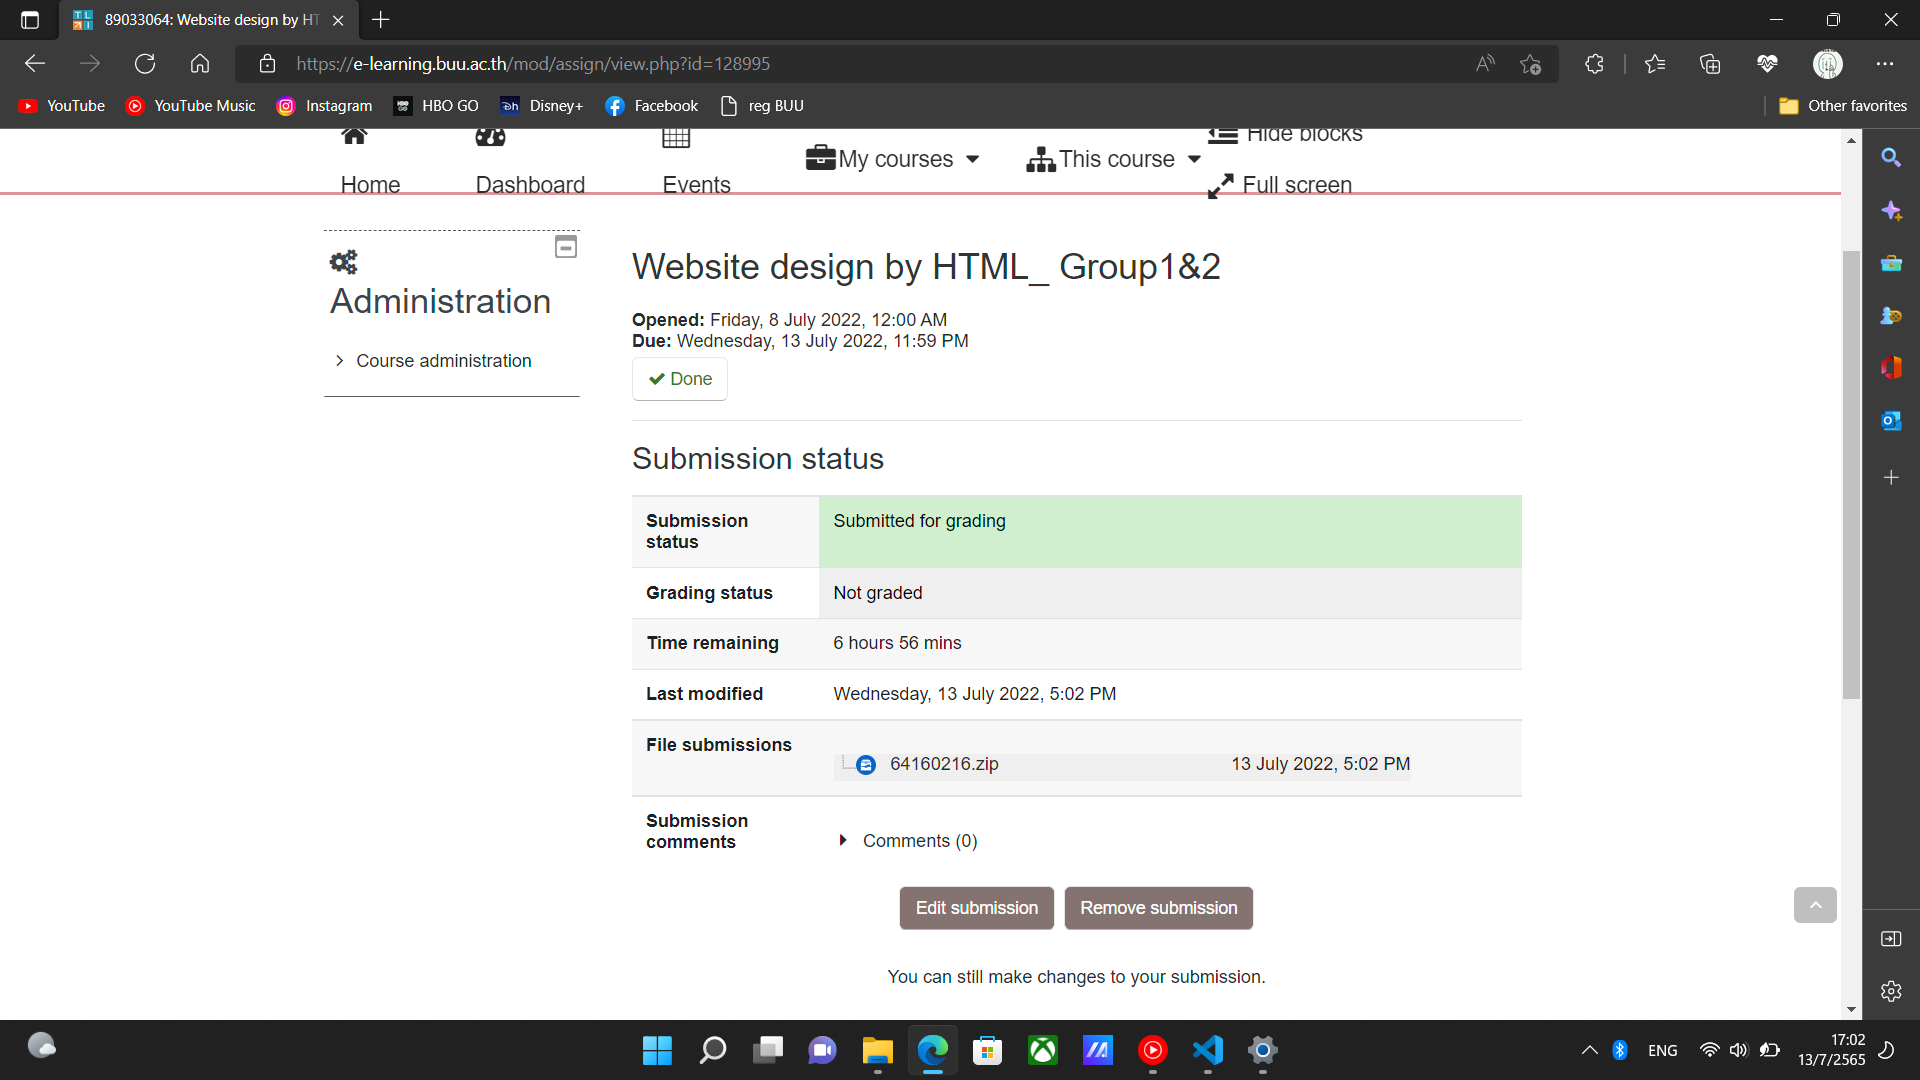 89033064: Website design by HT
https://e-learning.buu.ac.th/mod/assign/view.php?id=128995
YouTube
YouTube Music
Instagram
HBO GO
Disney+
Facebook
reg BUU
Other favorites
Home
Dashboard
Events
My courses
This course
Hide blocks
Full screen
Administration
Course administration
Website design by HTML_ Group1&2
Opened: Friday, 8 July 2022, 12:00 AM
Due: Wednesday, 13 July 2022, 11:59 PM
Done
Submission status
Submission
status
Submitted for grading
Grading status
Not graded
Time remaining
6 hours 56 mins
Last modified
Wednesday, 13 July 2022, 5:02 PM
File submissions
64160216.zip
13 July 2022, 5:02 PM
Submission
comments
Comments (0)
Edit submission
Remove submission
You can still make changes to your submission.
ENG
17:02
13/7/2565